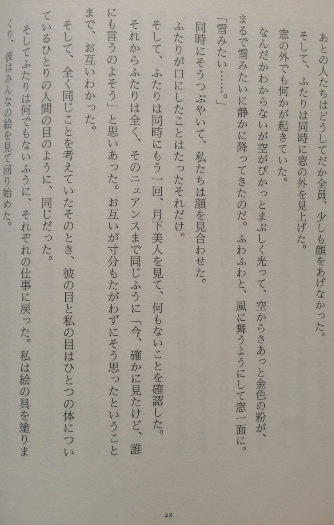 あとの人たちはどうしてだか全員、少しも顔をあげなかった。
そして、ふたりは同時に窓の外を見上げた。
窓の外でも何かが起きていた。
なんだかわからないが空がぴかっとまぶしく光って、空からさあっと金色の粉が、
まるで雪みたいに静かに降ってきたのだ。ふわふわと、風に舞うようにして窓一面に。
「雪みたい……。」
同時にそうつぶやいて、私たちは顔を見合わせた。
ふたりが口にしたことはたったそれだけ。
そして、ふたりは同時にもう一回、月下美人を見て、何もないことを確認した。
それからふたりは全く、そのニュアンスまで同じふうに「今、確かに見たけど、誰
にも言うのよそう」と思いあった。お互いが寸分もたがわずにそう思ったということ
まで、お互いわかった。
そして、全く同じことを考えていたそのとき、彼の目と私の目はひとつの体につい
ているひとりの人間の目のように、同じだった。
そしてふたりは何でもないふうに、それぞれの仕事に戻った。私は絵の具を塗りま
くり、彼はみんなの絵を見て回り始めた。
22